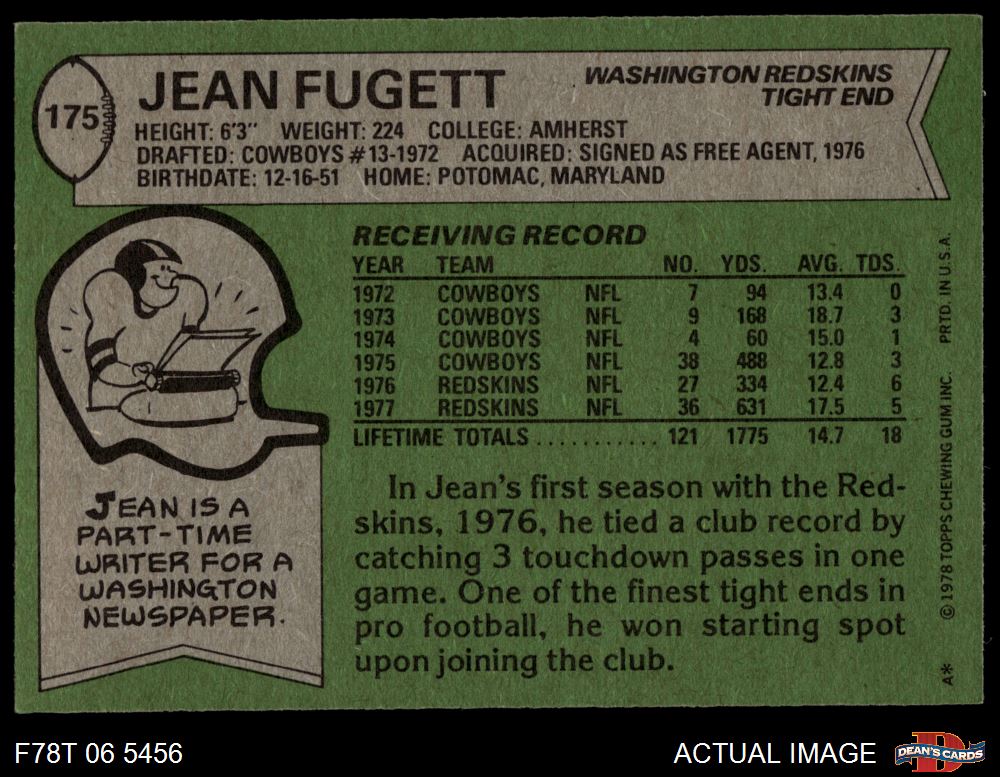 175
JEAN FUGETT
WASHINGTON REDSKINS
TIGHT END
HEIGHT: 6'3" WEIGHT: 224 COLLEGE: AMHERST
DRAFTED: COWBOYS #13-1972 ACQUIRED: SIGNED AS FREE AGENT, 1976
BIRTHDATE: 12-16-51 HOME: POTOMAC, MARYLAND
RECEIVING RECORD
YEAR TEAM NO. YDS. AVG. TDS.
1972 COWBOYS NFL 7 94 13.4 0
1973 COWBOYS NFL 9 168 18.7 3
1974 COWBOYS NFL 4 60 15.0 1
1975 COWBOYS NFL 38 488 12.8 3
1976 REDSKINS NFL 27 334 12.4 6
1977 REDSKINS NFL 36 631 17.5 5
LIFETIME TOTALS ........... 121 1775 14.7 18
JEAN IS A
PART-TIME
WRITER FOR A
WASHINGTON
NEWSPAPER.
In Jean's first season with the Red-
skins, 1976, he tied a club record by
catching 3 touchdown passes in one
game. One of the finest tight ends in
pro football, he won starting spot
upon joining the club.
A* © 1978 TOPPS CHEWING GUM INC. PRTD. IN U.S.A.
F78T 06 5456
ACTUAL IMAGE
D
DEAN'S CARDS